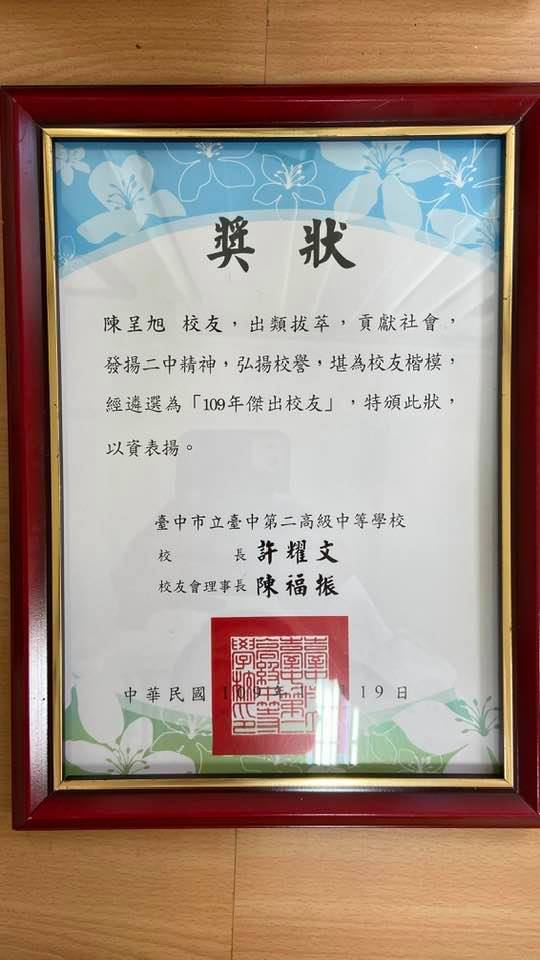 獎狀
陳呈旭 校友，出類拔萃，貢獻社會，
發揚二中精神，弘揚校譽，堪為校友楷模，
經遴選為「109年傑出校友」，特頒此狀，
以資表揚。
臺中市立臺中第二高級中等學校
校 長 許耀文
校友會理事長 陳福振
中華民國 年 19日